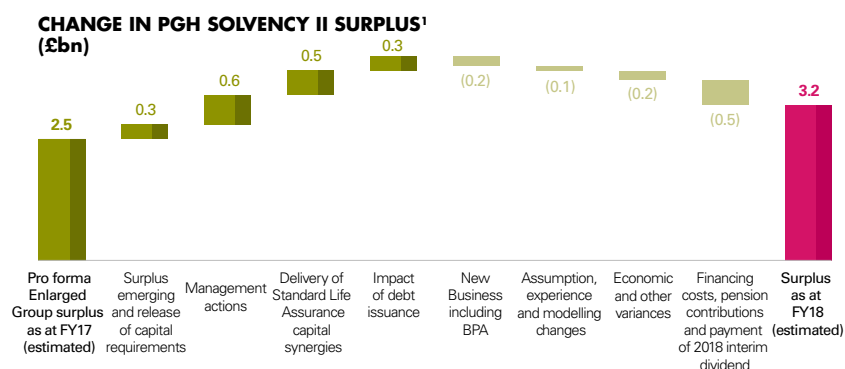 CHANGE IN PGH SOLVENCY II SURPLUS¹
(£bn)
2.5
0.3
0.6
0.5
0.3
(0.2)
(0.1)
(0.2)
(0.5)
3.2
Pro forma
Enlarged
Group surplus
as at FY17
(estimated)
Surplus
emerging
and release
of capital
requirements
Management
actions
Delivery of
Standard Life
Assurance
capital
synergies
Impact
of debt
issuance
New
Business
including
BPA
Assumption,
experience
and modelling
changes
Economic
and other
variances
Financing
costs, pension
contributions
and payment
of 2018 interim
dividend
Surplus
as at
FY18
(estimated)